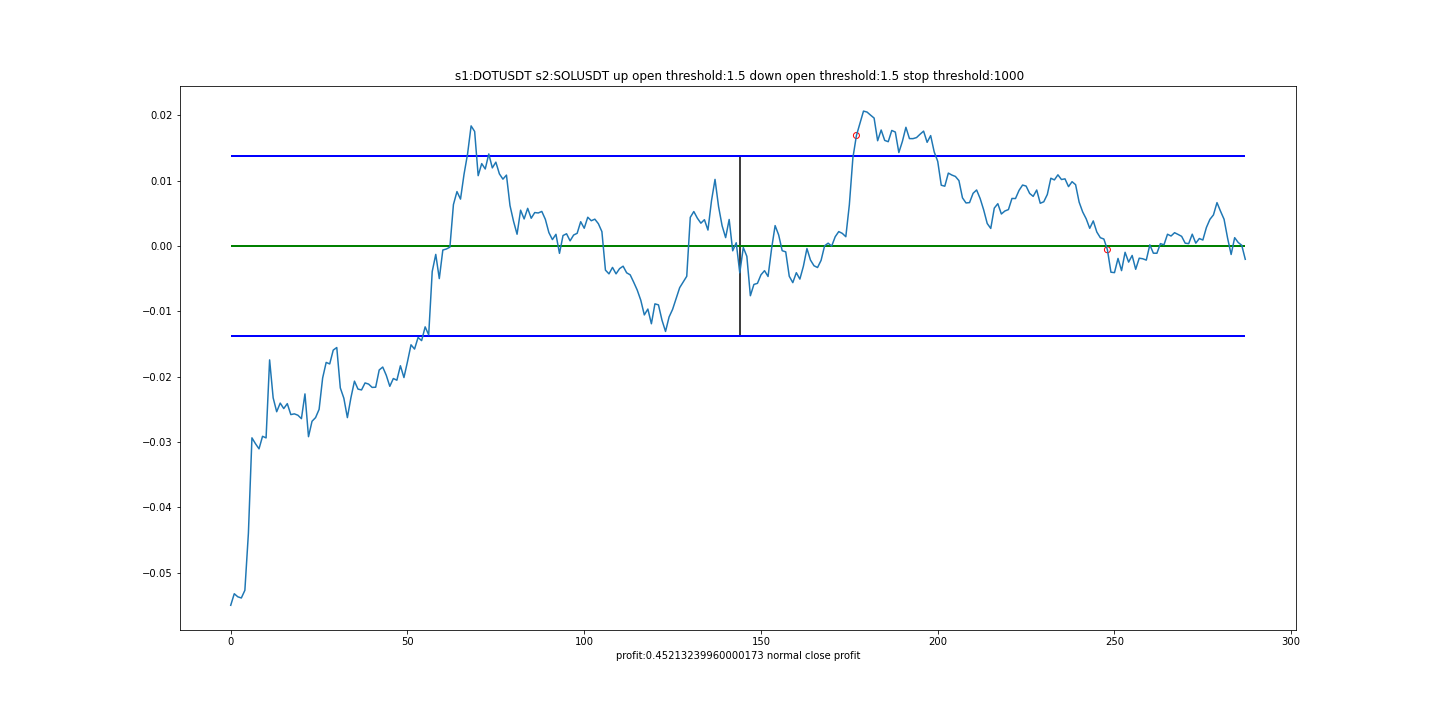 s1:DOTUSDT s2:SOLUSDT up open threshold:1.5 down open threshold:1.5 stop threshold:1000
0.02
0.01
0.00
−0.01
−0.02
−0.03
−0.04
−0.05
0 50 100 150 200 250 300
profit:0.45213239960000173 normal close profit